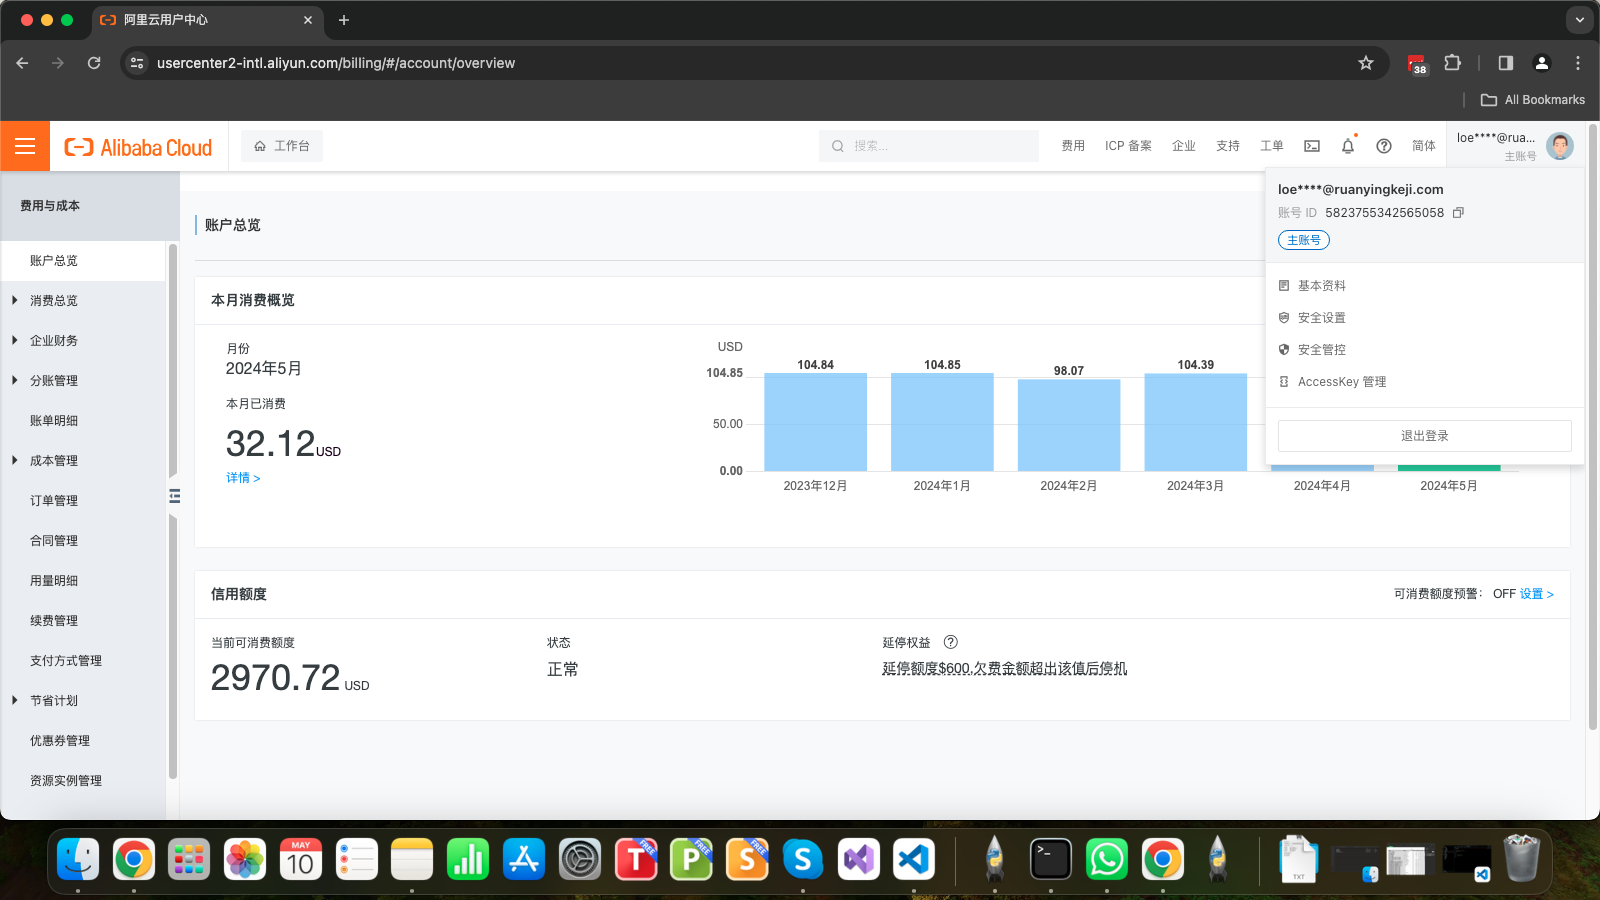 阿里云用户中心
usercenter2-intl.aliyun.com/billing/#/account/overview
38
All Bookmarks
Alibaba Cloud
工作台
搜索...
费用
ICP 备案
企业
支持
工单
简体
loe****@rua...
主账号
loe****@ruanyingkeji.com
账号 ID 5823755342565058
主账号
基本资料
安全设置
安全管控
AccessKey 管理
退出登录
费用与成本
账户总览
消费总览
企业财务
分账管理
账单明细
成本管理
订单管理
合同管理
用量明细
续费管理
支付方式管理
节省计划
优惠券管理
资源实例管理
账户总览
本月消费概览
月份
2024年5月
本月已消费
32.12USD
详情 >
USD
104.85
50.00
0.00
104.84
104.85
98.07
104.39
2023年12月
2024年1月
2024年2月
2024年3月
2024年4月
2024年5月
信用额度
可消费额度预警： OFF 设置 >
当前可消费额度
2970.72 USD
状态
正常
延停权益
延停额度$600,欠费金额超出该值后停机
MAY
10
T
FREE
P
FREE
S
FREE
S
TXT